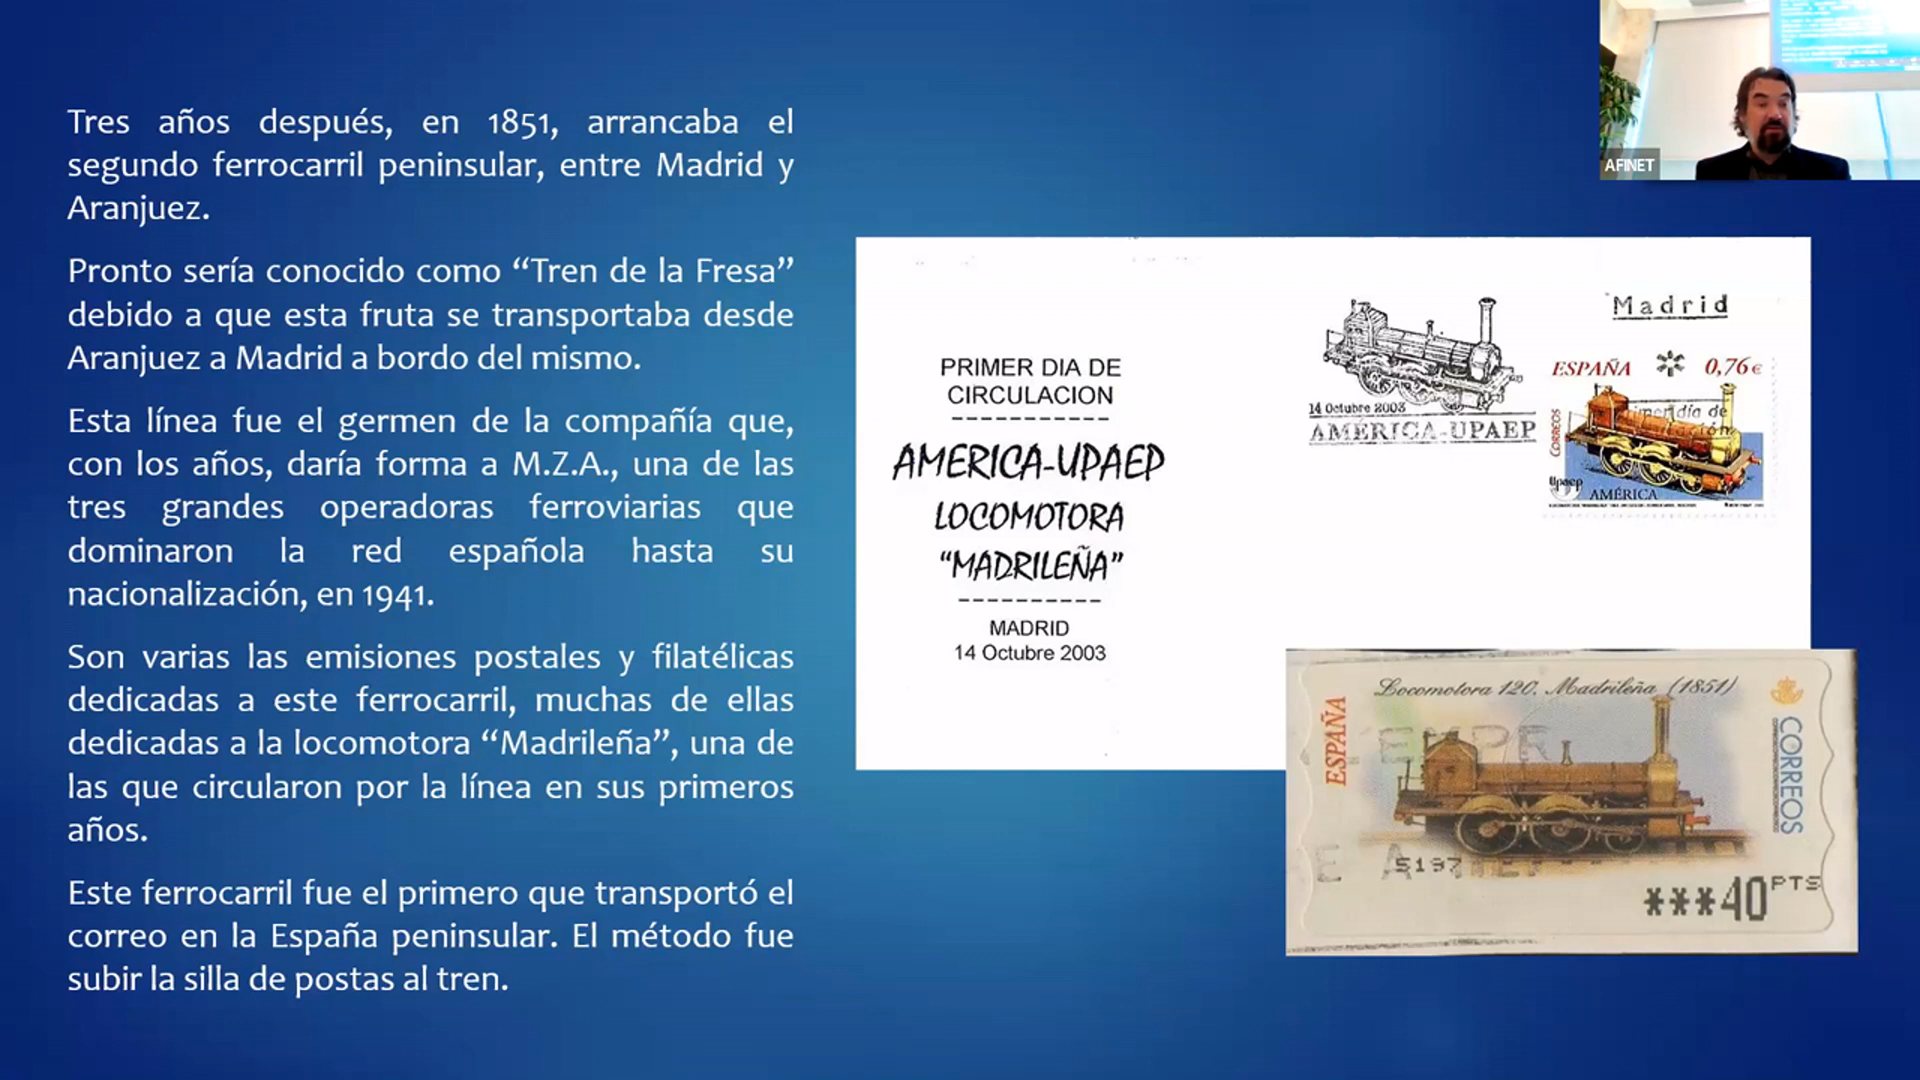 Tres años después, en 1851, arrancaba el
segundo ferrocarril peninsular, entre Madrid y
Aranjuez.
Pronto sería conocido como “Tren de la Fresa”
debido a que esta fruta se transportaba desde
Aranjuez a Madrid a bordo del mismo.
Esta línea fue el germen de la compañía que,
con los años, daría forma a M.Z.A., una de las
tres grandes operadoras ferroviarias que
dominaron la red española hasta su
nacionalización, en 1941.
Son varias las emisiones postales y filatélicas
dedicadas a este ferrocarril, muchas de ellas
dedicadas a la locomotora “Madrileña”, una de
las que circularon por la línea en sus primeros
años.
Este ferrocarril fue el primero que transportó el
correo en la España peninsular. El método fue
subir la silla de postas al tren.
AFINET
PRIMER DIA DE
CIRCULACION
----------
AMERICA-UPAEP
LOCOMOTORA
“MADRILEÑA”
----------
MADRID
14 Octubre 2003
14 Octubre 2003
AMÉRICA-UPAEP
Madrid
ESPAÑA 0,76€
CORREOS
Upaep
AMÉRICA
Locomotora 120. Madrileña (1851)
ESPAÑA
CORREOS
5197
***40 PTS